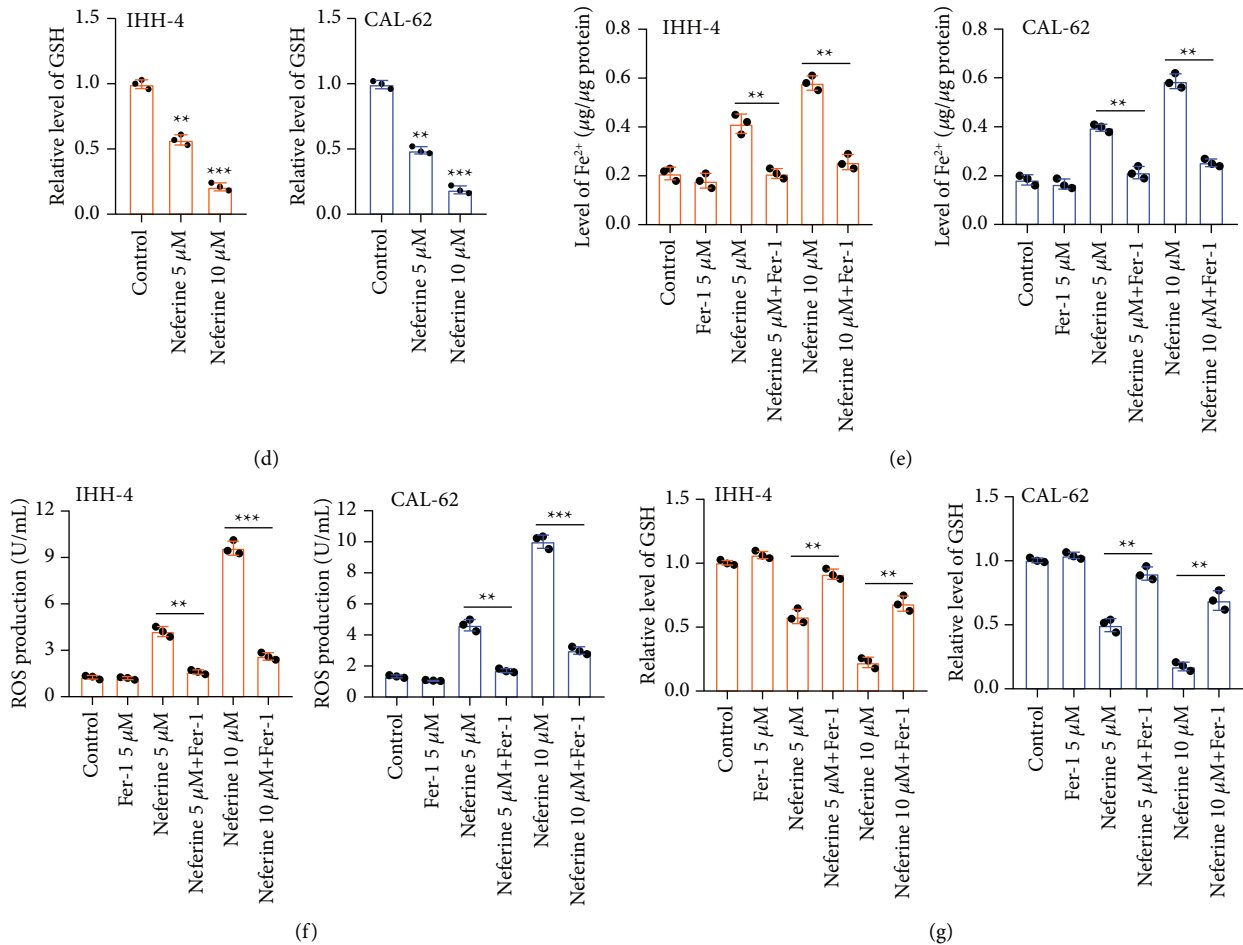 IHH-4
Relative level of GSH
1.5
1.0
0.5
0.0
**
***
Control
Neferine 5 μM
Neferine 10 μM
CAL-62
Relative level of GSH
1.5
1.0
0.5
0.0
**
***
Control
Neferine 5 μM
Neferine 10 μM
(d)
IHH-4
Level of Fe²⁺ (μg/μg protein)
0.8
0.6
0.4
0.2
0.0
**
**
Control
Fer-1 5 μM
Neferine 5 μM
Neferine 5 μM+Fer-1
Neferine 10 μM
Neferine 10 μM+Fer-1
CAL-62
Level of Fe²⁺ (μg/μg protein)
0.8
0.6
0.4
0.2
0.0
**
**
Control
Fer-1 5 μM
Neferine 5 μM
Neferine 5 μM+Fer-1
Neferine 10 μM
Neferine 10 μM+Fer-1
(e)
IHH-4
ROS production (U/mL)
12
9
6
3
0
**
***
Control
Fer-1 5 μM
Neferine 5 μM
Neferine 5 μM+Fer-1
Neferine 10 μM
Neferine 10 μM+Fer-1
CAL-62
ROS production (U/mL)
12
10
8
6
4
2
0
**
***
Control
Fer-1 5 μM
Neferine 5 μM
Neferine 5 μM+Fer-1
Neferine 10 μM
Neferine 10 μM+Fer-1
(f)
IHH-4
Relative level of GSH
1.5
1.0
0.5
0.0
**
**
Control
Fer-1 5 μM
Neferine 5 μM
Neferine 5 μM+Fer-1
Neferine 10 μM
Neferine 10 μM+Fer-1
CAL-62
Relative level of GSH
1.5
1.0
0.5
0.0
**
**
Control
Fer-1 5 μM
Neferine 5 μM
Neferine 5 μM+Fer-1
Neferine 10 μM
Neferine 10 μM+Fer-1
(g)